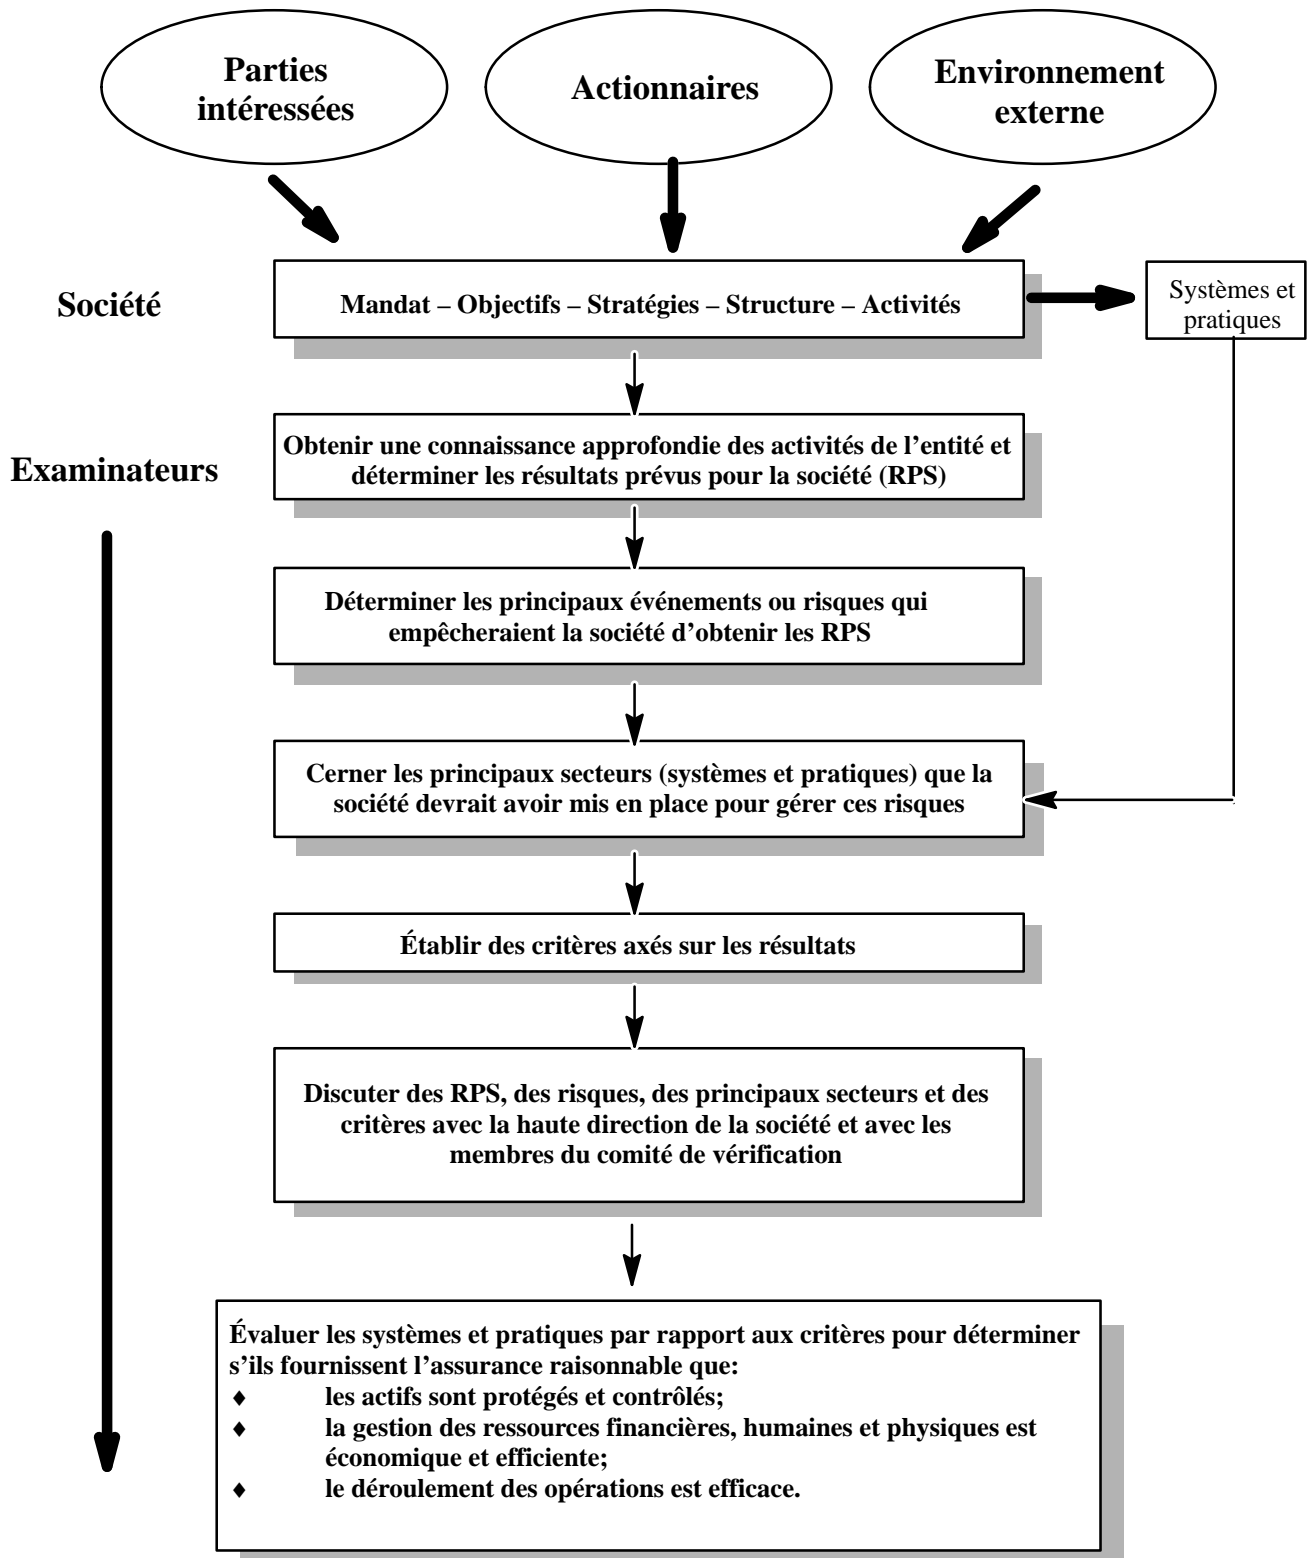 Parties
intéressées
Actionnaires
Environnement
externe
Société
Mandat – Objectifs – Stratégies – Structure – Activités
Systèmes et
pratiques
Examinateurs
Obtenir une connaissance approfondie des activités de l’entité et
déterminer les résultats prévus pour la société (RPS)
Déterminer les principaux événements ou risques qui
empêcheraient la société d’obtenir les RPS
Cerner les principaux secteurs (systèmes et pratiques) que la
société devrait avoir mis en place pour gérer ces risques
Établir des critères axés sur les résultats
Discuter des RPS, des risques, des principaux secteurs et des
critères avec la haute direction de la société et avec les
membres du comité de vérification
Évaluer les systèmes et pratiques par rapport aux critères pour déterminer
s’ils fournissent l’assurance raisonnable que:
♦ les actifs sont protégés et contrôlés;
♦ la gestion des ressources financières, humaines et physiques est
économique et efficiente;
♦ le déroulement des opérations est efficace.